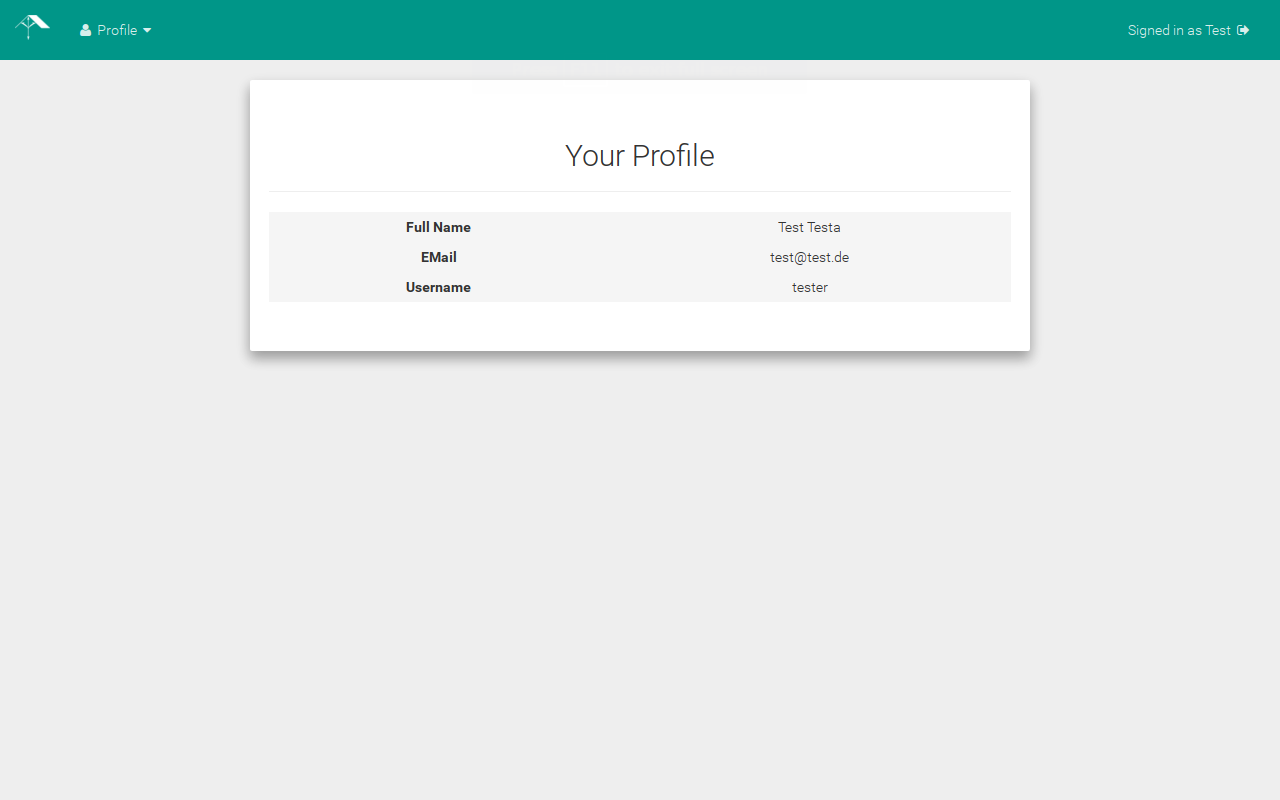 Profile
Signed in as Test
Your Profile
Full Name Test Testa
EMail test@test.de
Username tester